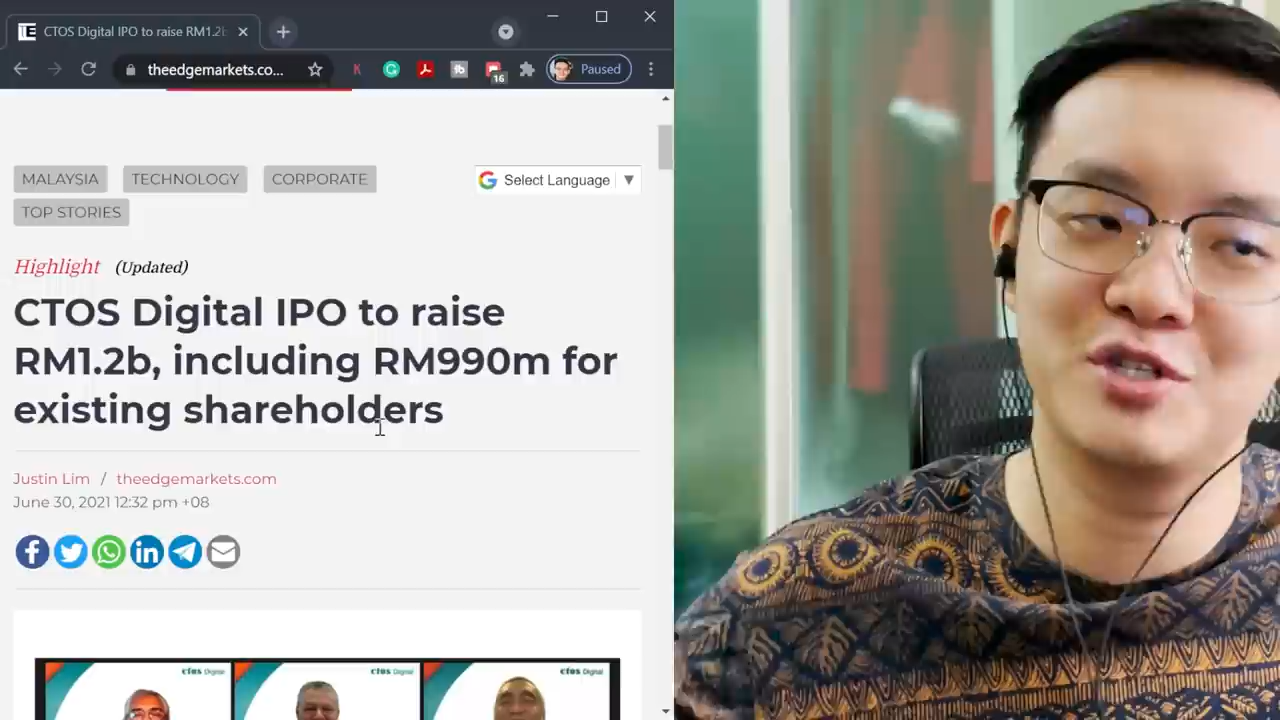 CTOS Digital IPO to raise RM1.2b
theedgemarkets.co...
16
Paused
MALAYSIA
TECHNOLOGY
CORPORATE
Select Language
TOP STORIES
Highlight (Updated)
CTOS Digital IPO to raise
RM1.2b, including RM990m for
existing shareholders
Justin Lim / theedgemarkets.com
June 30, 2021 12:32 pm +08
ctos Digital
ctos Digital
ctos Digital